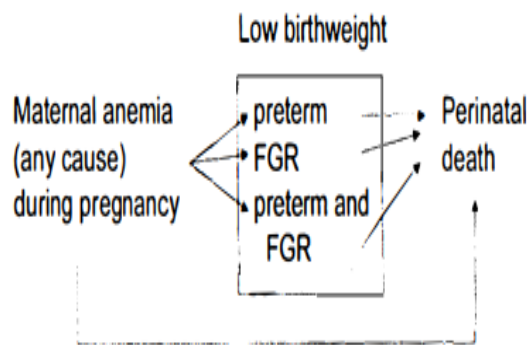 Low birthweight
Maternal anemia
(any cause)
during pregnancy
preterm
FGR
preterm and
FGR
Perinatal
death